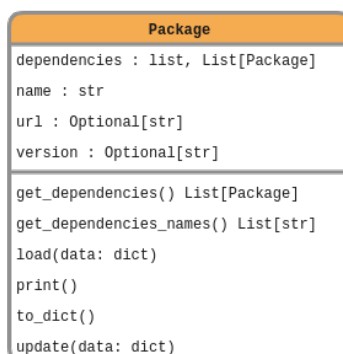 Package
dependencies : list, List[Package]
name : str
url : Optional[str]
version : Optional[str]
get_dependencies() List[Package]
get_dependencies_names() List[str]
load(data: dict)
print()
to_dict()
update(data: dict)